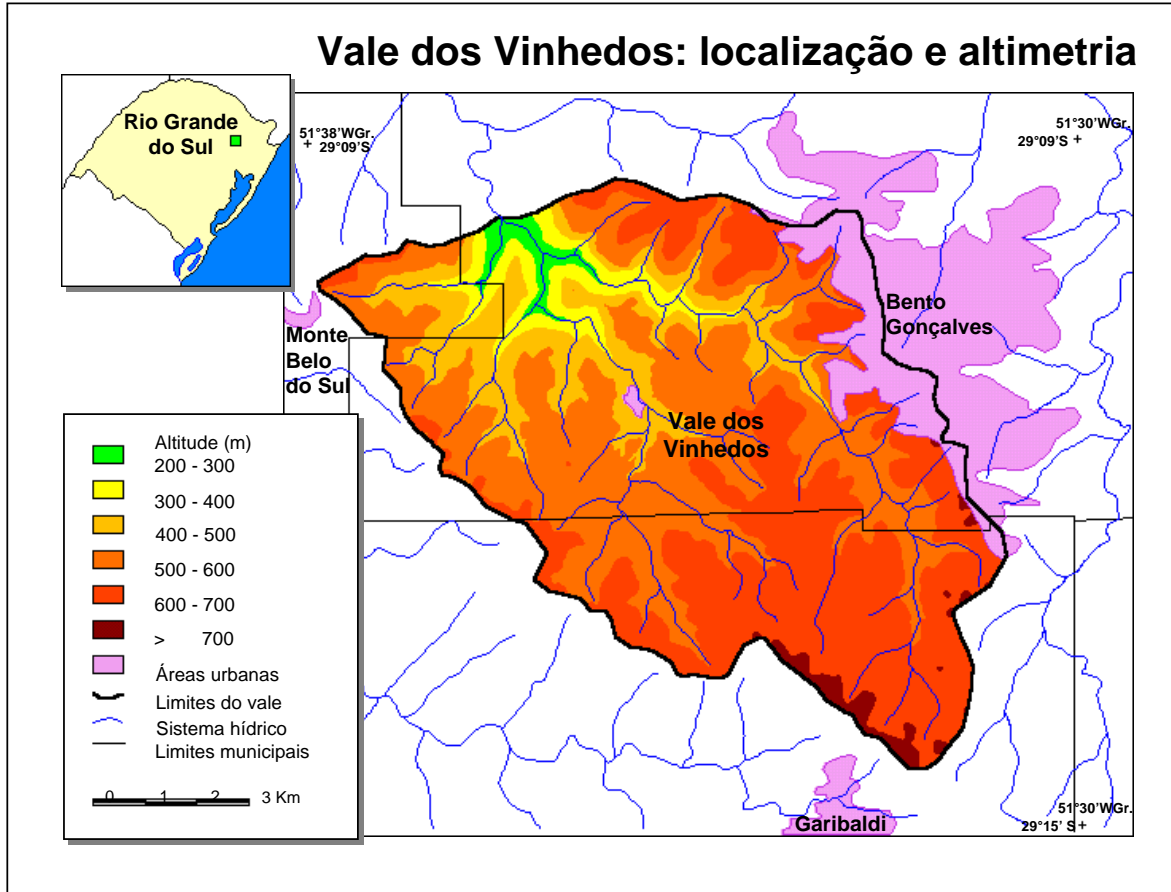 Vale dos Vinhedos: localização e altimetria
Rio Grande
do Sul
51°38'WGr.
+ 29°09'S
51°30'WGr.
29°09'S +
Bento
Gonçalves
Monte
Belo
do Sul
Vale dos
Vinhedos
Altitude (m)
200 - 300
300 - 400
400 - 500
500 - 600
600 - 700
> 700
Áreas urbanas
Limites do vale
Sistema hídrico
Limites municipais
0 1 2 3 Km
Garibaldi
51°30'WGr.
29°15' S +